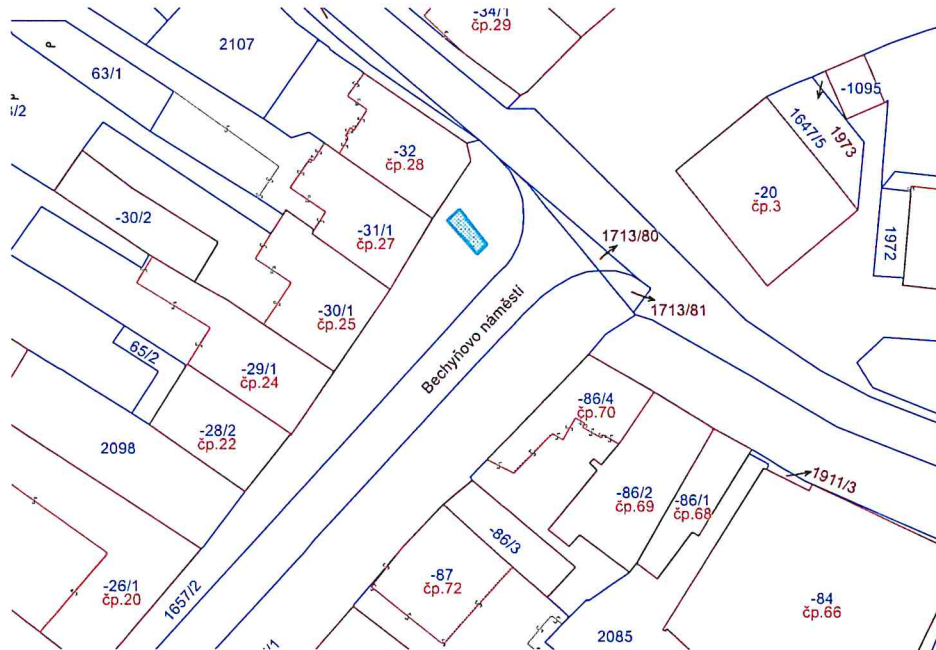 -34/1
čp.29
2107
P
63/1
-1095
1647/5
1973
-32
čp.28
-20
čp.3
-30/2
-31/1
čp.27
1713/80
1972
-30/1
čp.25
1713/81
Bechyňovo náměstí
65/2
-29/1
čp.24
-86/4
čp.70
-28/2
čp.22
2098
-86/2
čp.69
-86/1
čp.68
1911/3
-86/3
-87
čp.72
-26/1
čp.20
1657/2
-84
čp.66
2085